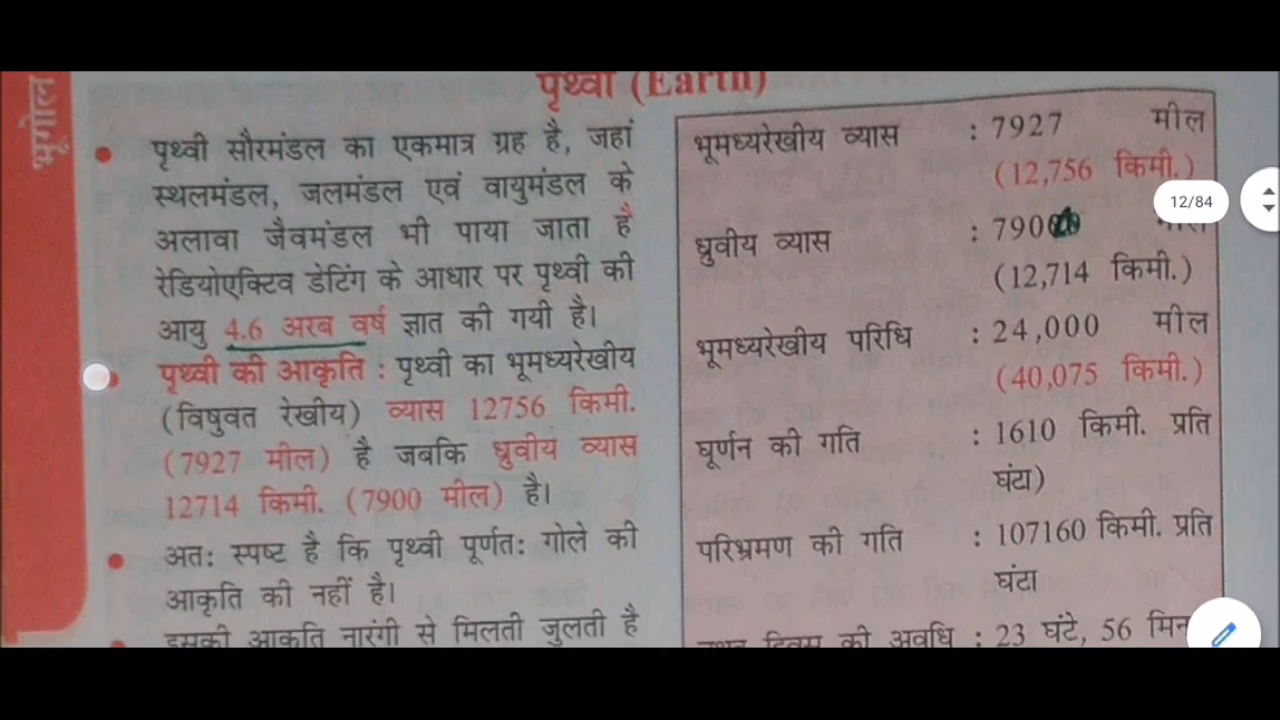 पृथ्वी (Earth)
भूगोल
पृथ्वी सौरमंडल का एकमात्र ग्रह है, जहां
स्थलमंडल, जलमंडल एवं वायुमंडल के
अलावा जैवमंडल भी पाया जाता है
रेडियोएक्टिव डेटिंग के आधार पर पृथ्वी की
आयु 4.6 अरब वर्ष ज्ञात की गयी है।
पृथ्वी की आकृति : पृथ्वी का भूमध्यरेखीय
(विषुवत रेखीय) व्यास 12756 किमी.
(7927 मील) है जबकि ध्रुवीय व्यास
12714 किमी. (7900 मील) है।
अतः स्पष्ट है कि पृथ्वी पूर्णतः गोले की
आकृति की नहीं है।
इसकी आकृति नारंगी से मिलती जुलती है
भूमध्यरेखीय व्यास : 7927 मील
(12,756 किमी.)
ध्रुवीय व्यास : 790
(12,714 किमी.)
भूमध्यरेखीय परिधि : 24,000 मील
(40,075 किमी.)
घूर्णन की गति : 1610 किमी. प्रति
घंटा)
परिभ्रमण की गति : 107160 किमी. प्रति
घंटा
दिवस की अवधि : 23 घंटे, 56
12/84